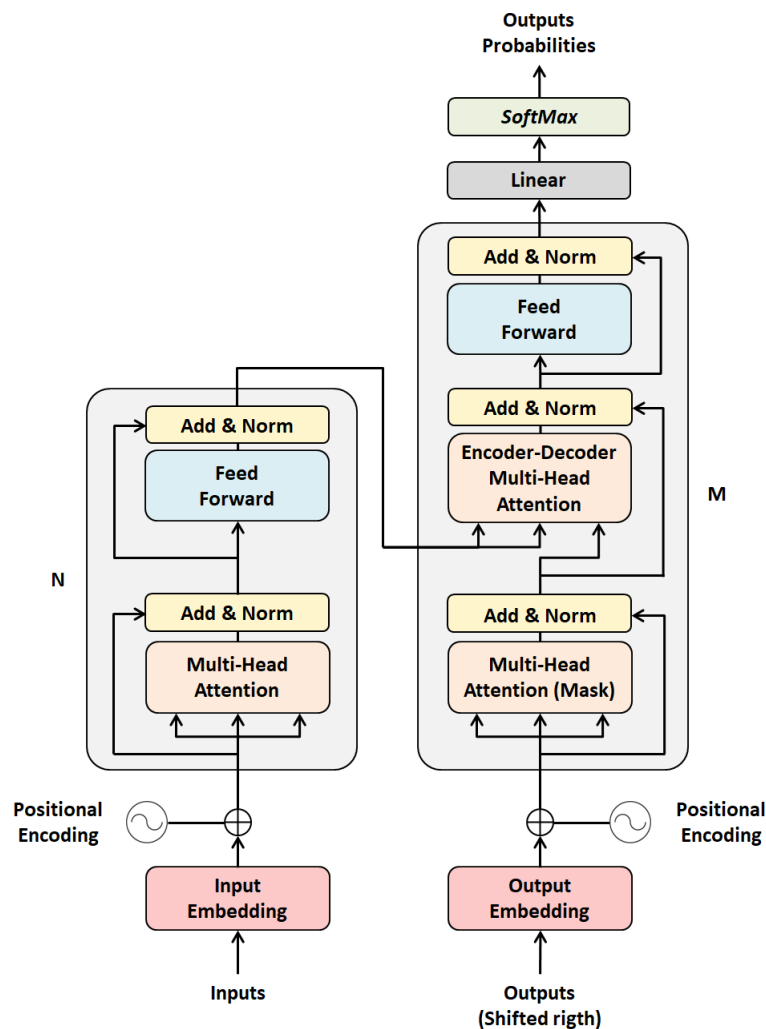 Outputs
Probabilities
SoftMax
Linear
Add & Norm
Feed
Forward
Add & Norm
Encoder-Decoder
Multi-Head
Attention
M
Add & Norm
Multi-Head
Attention (Mask)
Add & Norm
Feed
Forward
N
Add & Norm
Multi-Head
Attention
Positional
Encoding
Positional
Encoding
Input
Embedding
Output
Embedding
Inputs
Outputs
(Shifted rigth)